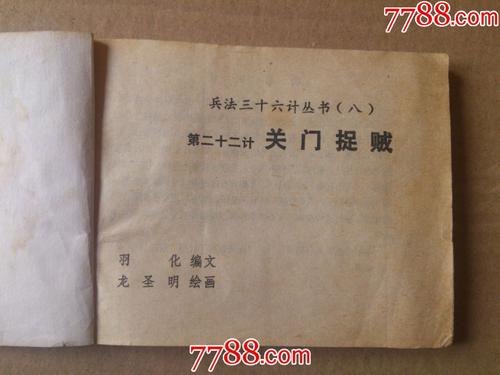 7788.com
兵法三十六计丛书(八)
第二十二计 关门捉贼
羽 化 编文
龙圣明 绘画
7788.com